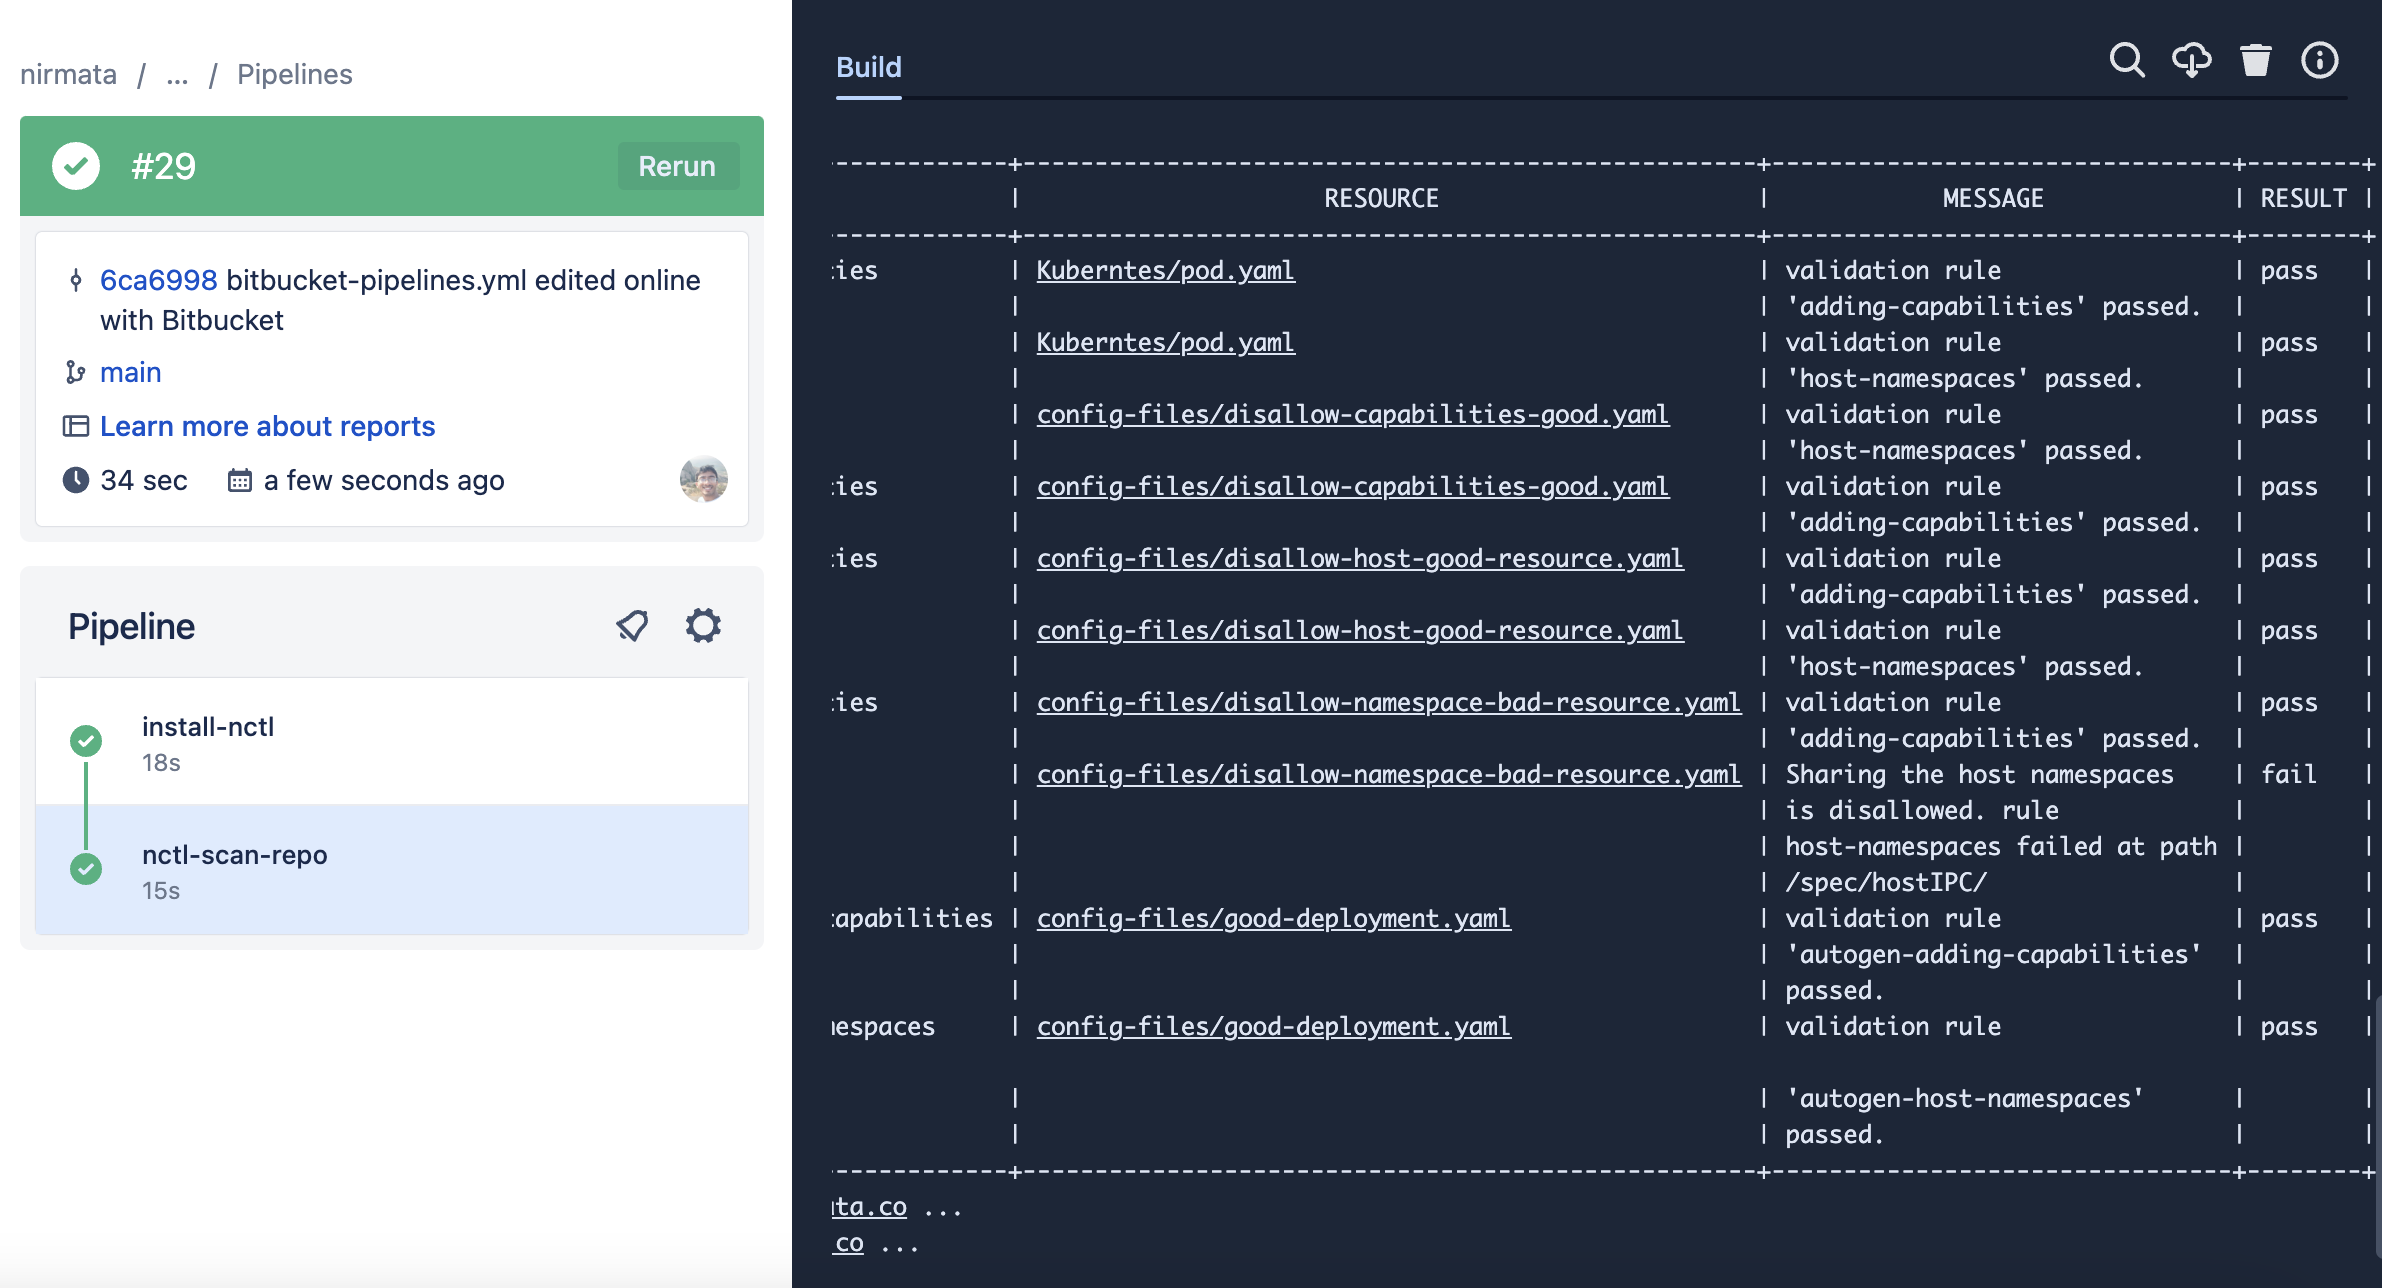 nirmata / ... / Pipelines
#29
Rerun
6ca6998 bitbucket-pipelines.yml edited online
with Bitbucket
main
Learn more about reports
34 sec a few seconds ago
Pipeline
install-nctl
18s
nctl-scan-repo
15s
Build
------------+---------------------------------------------------+--------------------------------+--------+
| RESOURCE | MESSAGE | RESULT |
------------+---------------------------------------------------+--------------------------------+--------+
ies | Kuberntes/pod.yaml | validation rule | pass |
| | 'adding-capabilities' passed. | |
| Kuberntes/pod.yaml | validation rule | pass |
| | 'host-namespaces' passed. | |
| config-files/disallow-capabilities-good.yaml | validation rule | pass |
| | 'host-namespaces' passed. | |
ies | config-files/disallow-capabilities-good.yaml | validation rule | pass |
| | 'adding-capabilities' passed. | |
ies | config-files/disallow-host-good-resource.yaml | validation rule | pass |
| | 'adding-capabilities' passed. | |
| config-files/disallow-host-good-resource.yaml | validation rule | pass |
| | 'host-namespaces' passed. | |
ies | config-files/disallow-namespace-bad-resource.yaml | validation rule | pass |
| | 'adding-capabilities' passed. | |
| config-files/disallow-namespace-bad-resource.yaml | Sharing the host namespaces | fail |
| | is disallowed. rule | |
| | host-namespaces failed at path | |
| | /spec/hostIPC/ | |
capabilities | config-files/good-deployment.yaml | validation rule | pass |
| | 'autogen-adding-capabilities' | |
| | passed. | |
espaces | config-files/good-deployment.yaml | validation rule | pass |
| | 'autogen-host-namespaces' | |
| | passed. | |
------------+---------------------------------------------------+--------------------------------+--------+
ta.co ...
co ...